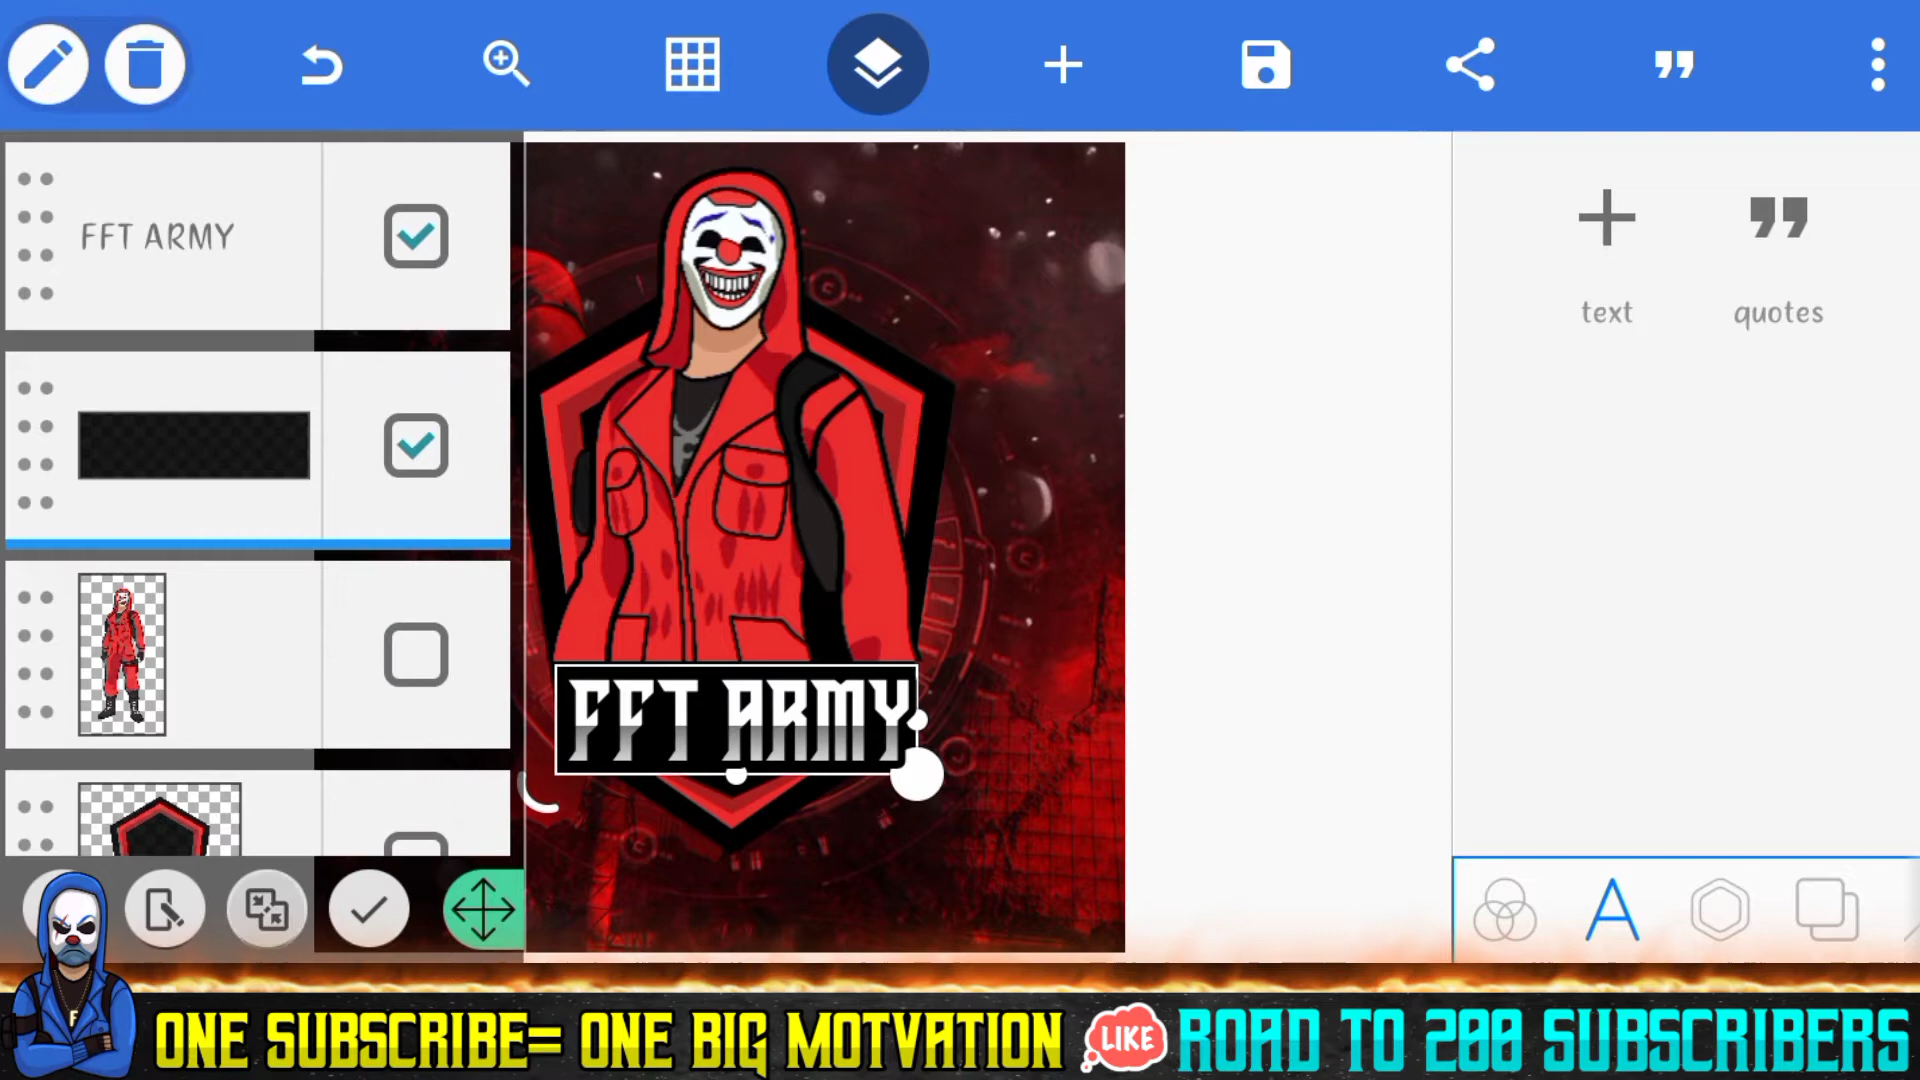 FFT ARMY
text
quotes
FFT ARMY
F
ONE SUBSCRIBE= ONE BIG MOTVATION
LIKE
ROAD TO 200 SUBSCRIBERS